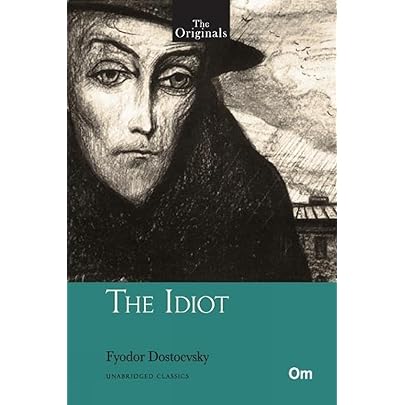 The
Originals
THE IDIOT
Fyodor Dostoevsky
UNABRIDGED CLASSICS
Om